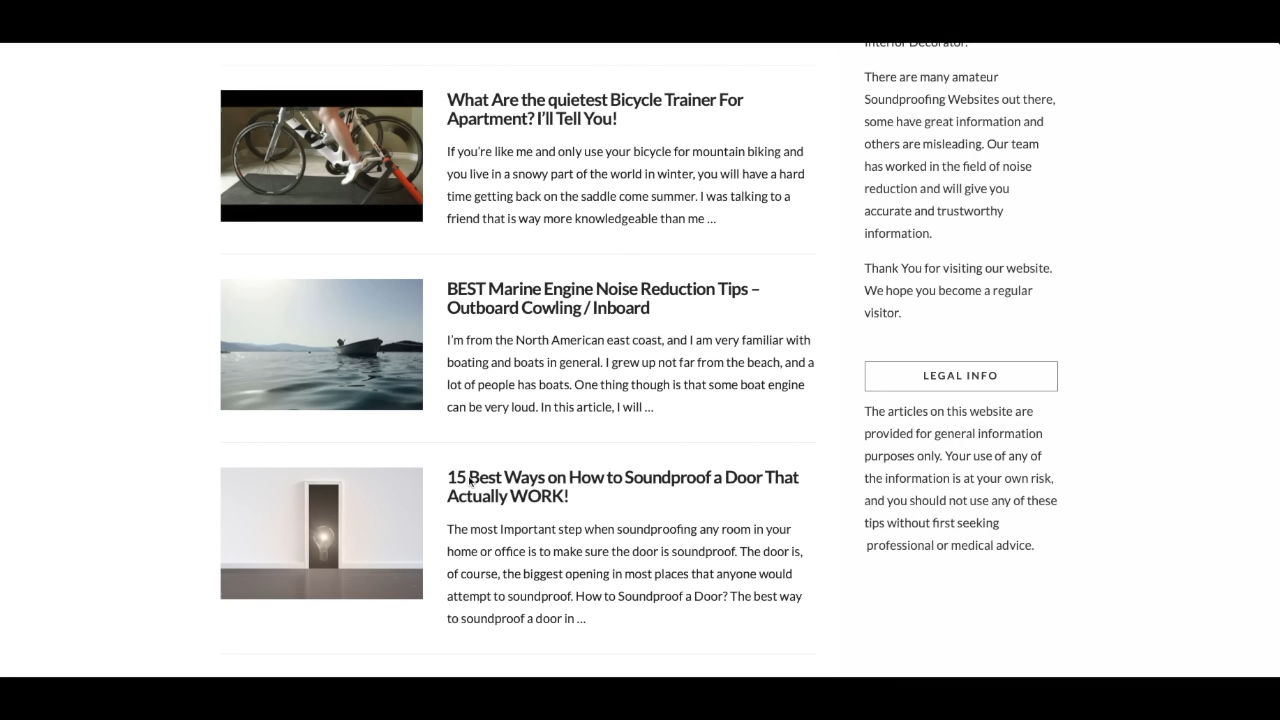 What Are the quietest Bicycle Trainer For
Apartment? I'll Tell You!
If you're like me and only use your bicycle for mountain biking and
you live in a snowy part of the world in winter, you will have a hard
time getting back on the saddle come summer. I was talking to a
friend that is way more knowledgeable than me ...
BEST Marine Engine Noise Reduction Tips –
Outboard Cowling / Inboard
I'm from the North American east coast, and I am very familiar with
boating and boats in general. I grew up not far from the beach, and a
lot of people has boats. One thing though is that some boat engine
can be very loud. In this article, I will ...
15 Best Ways on How to Soundproof a Door That
Actually WORK!
The most Important step when soundproofing any room in your
home or office is to make sure the door is soundproof. The door is,
of course, the biggest opening in most places that anyone would
attempt to soundproof. How to Soundproof a Door? The best way
to soundproof a door in ...
Interior Decorator.
There are many amateur
Soundproofing Websites out there,
some have great information and
others are misleading. Our team
has worked in the field of noise
reduction and will give you
accurate and trustworthy
information.
Thank You for visiting our website.
We hope you become a regular
visitor.
LEGAL INFO
The articles on this website are
provided for general information
purposes only. Your use of any of
the information is at your own risk,
and you should not use any of these
tips without first seeking
professional or medical advice.